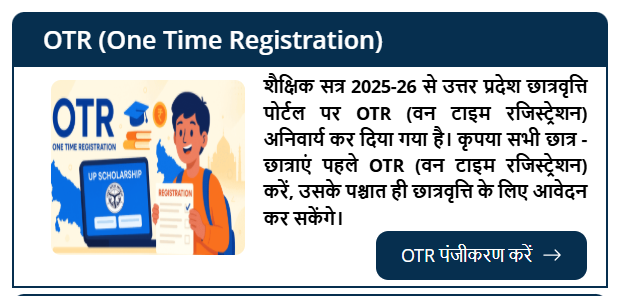 OTR (One Time Registration)
OTR
ONE TIME REGISTRATION
UP SCHOLARSHIP
REGISTRATION
शैक्षिक सत्र 2025-26 से उत्तर प्रदेश छात्रवृत्ति
पोर्टल पर OTR (वन टाइम रजिस्ट्रेशन)
अनिवार्य कर दिया गया है। कृपया सभी छात्र -
छात्राएं पहले OTR (वन टाइम रजिस्ट्रेशन)
करें, उसके पश्चात ही छात्रवृत्ति के लिए आवेदन
कर सकेंगे।
OTR पंजीकरण करें →